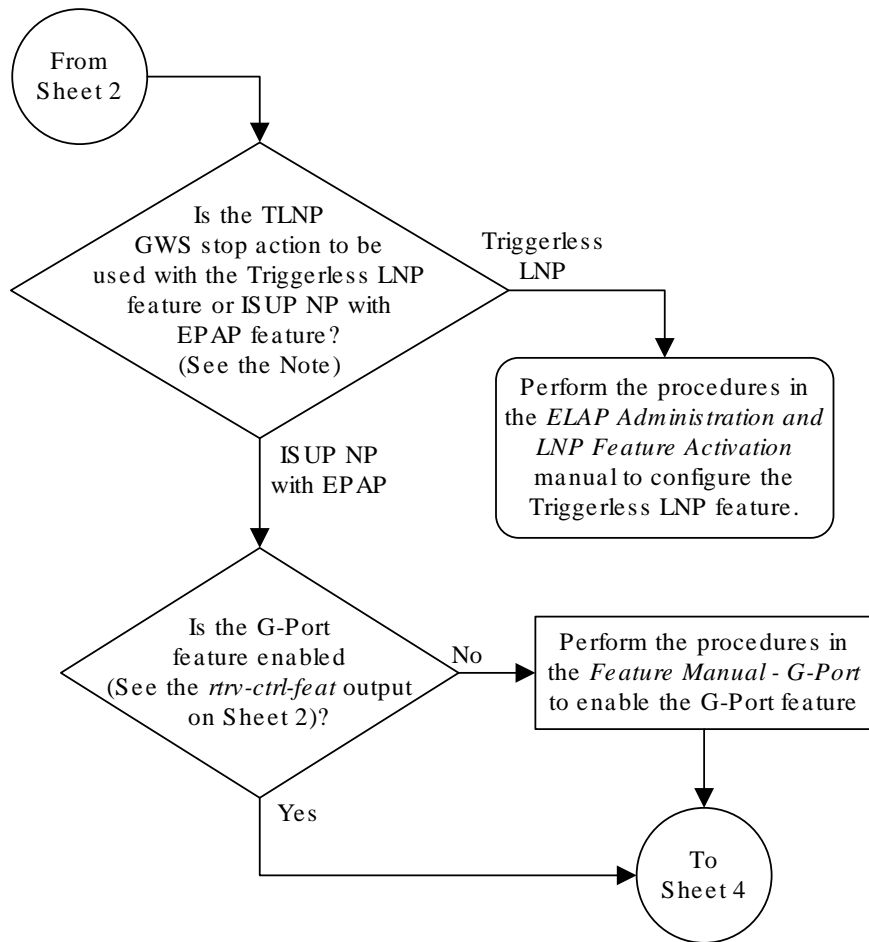 From
Sheet 2
Is the TLNP
GWS stop action to be
used with the Triggerless LNP
feature or ISUP NP with
EPAP feature?
(See the Note)
Triggerless
LNP
Perform the procedures in
the ELAP Administration and
LNP Feature Activation
manual to configure the
Triggerless LNP feature.
ISUP NP
with EPAP
Is the G-Port
feature enabled
(See the rtrv-ctrl-feat output
on Sheet 2)?
No
Perform the procedures in
the Feature Manual - G-Port
to enable the G-Port feature
Yes
To
Sheet 4